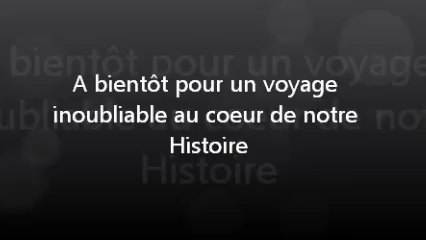 A bientôt pour un voyage
inoubliable au coeur de notre
Histoire